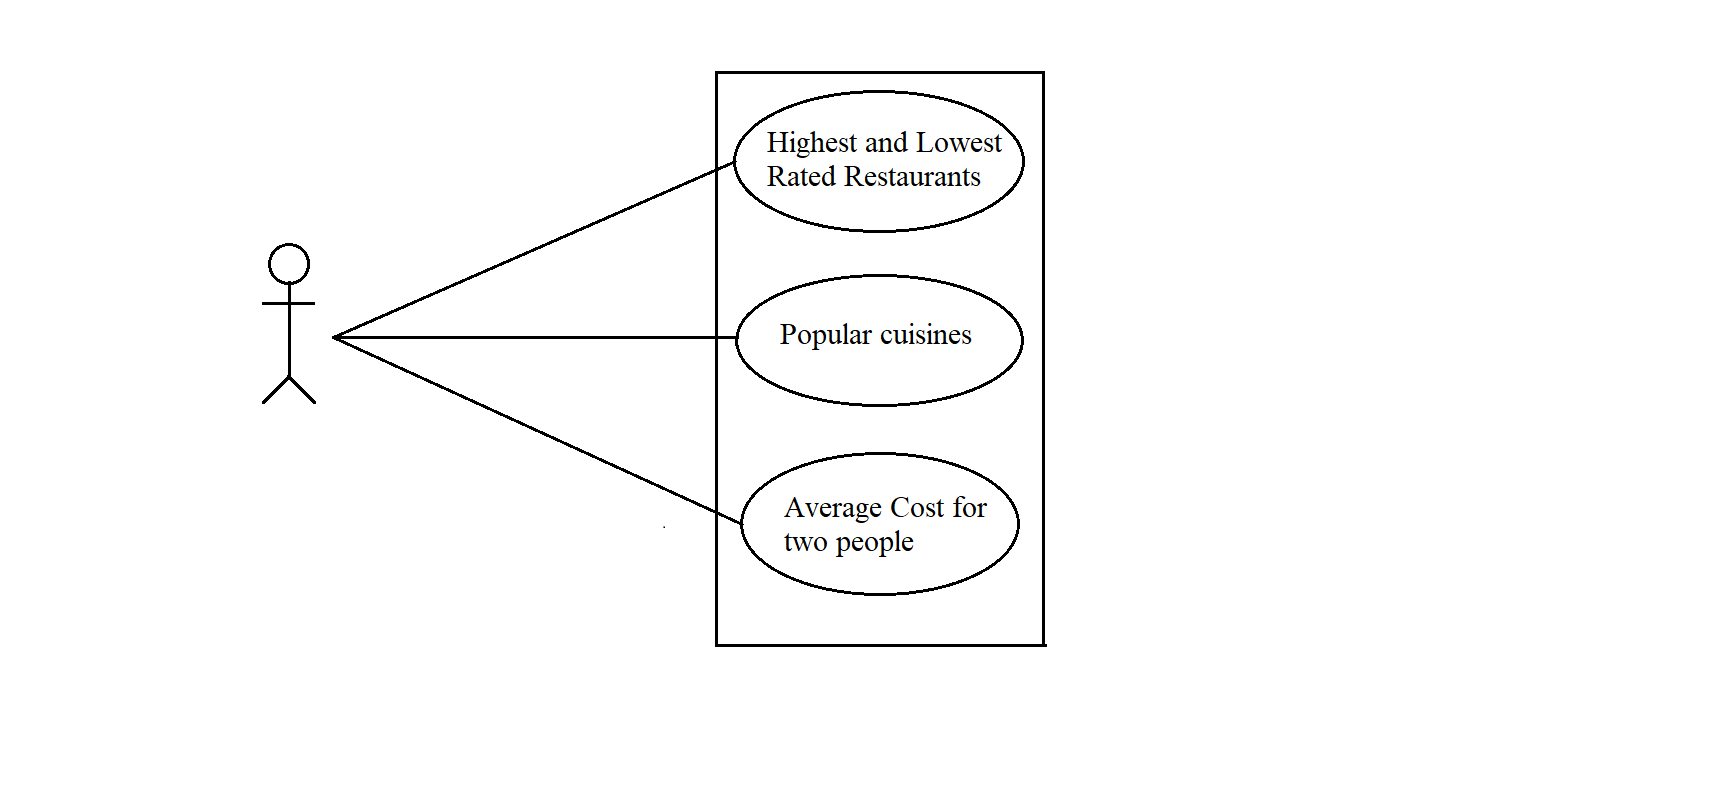 Highest and Lowest
Rated Restaurants
Popular cuisines
Average Cost for
two people